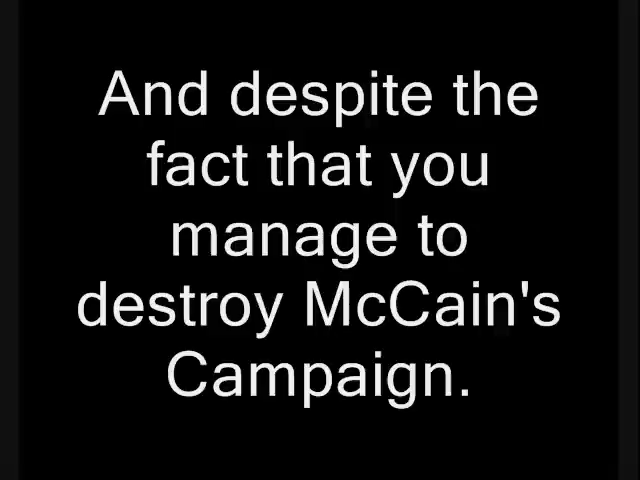 And despite the
fact that you
manage to
destroy McCain's
Campaign.